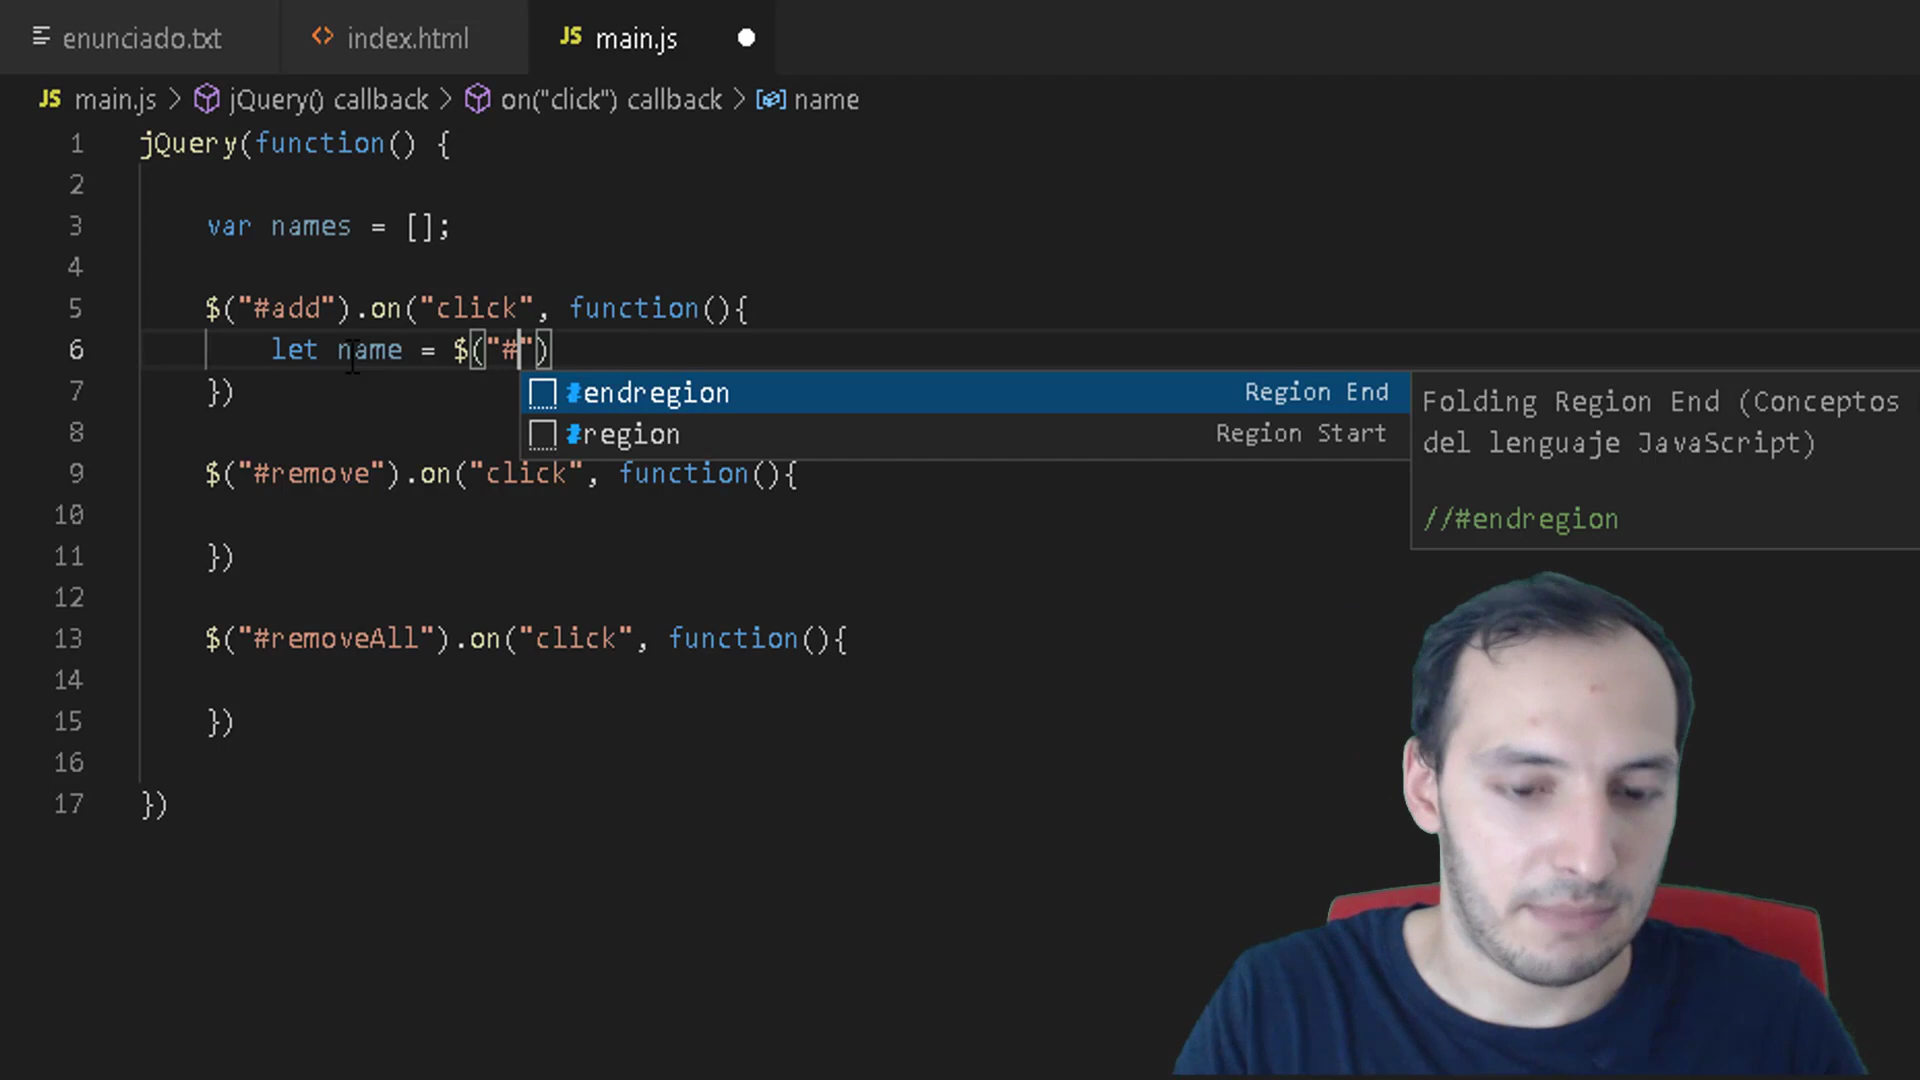 enunciado.txt
index.html
JS main.js
JS main.js > jQuery() callback > on("click") callback > name
1 jQuery(function() {
2
3 var names = [];
4
5 $("#add").on("click", function(){
6 let name = $("#")
7 })
#endregion Region End
#region Region Start
Folding Region End (Conceptos
del lenguaje JavaScript)
//#endregion
8
9 $("#remove").on("click", function(){
10
11 })
12
13 $("#removeAll").on("click", function(){
14
15 })
16
17 })